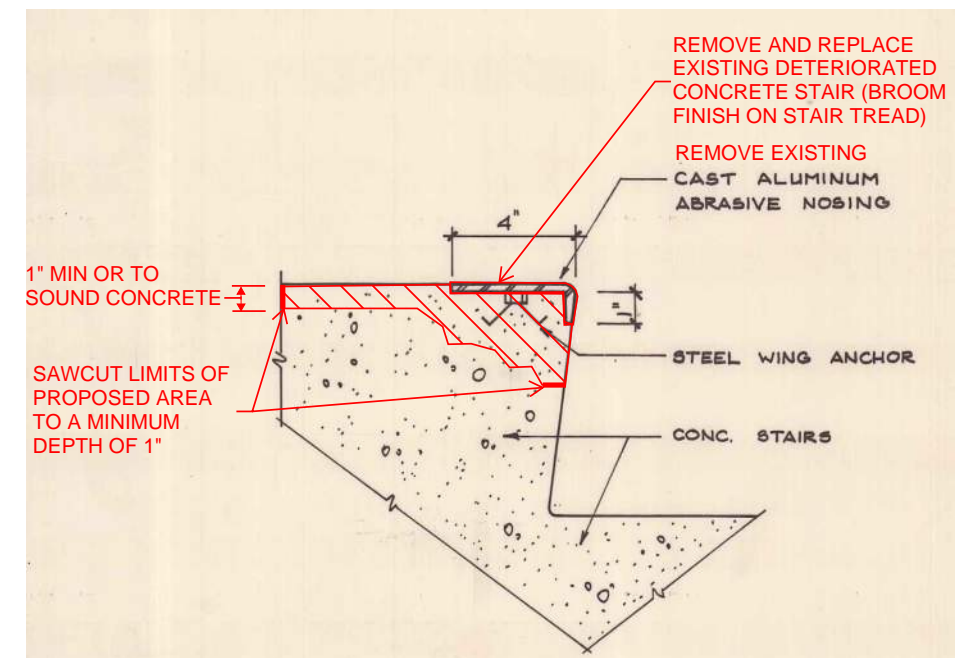 REMOVE AND REPLACE
EXISTING DETERIORATED
CONCRETE STAIR (BROOM
FINISH ON STAIR TREAD)
REMOVE EXISTING
CAST ALUMINUM
ABRASIVE NOSING
4"
1" MIN OR TO
SOUND CONCRETE
1"
STEEL WING ANCHOR
SAWCUT LIMITS OF
PROPOSED AREA
TO A MINIMUM
DEPTH OF 1"
CONC. STAIRS